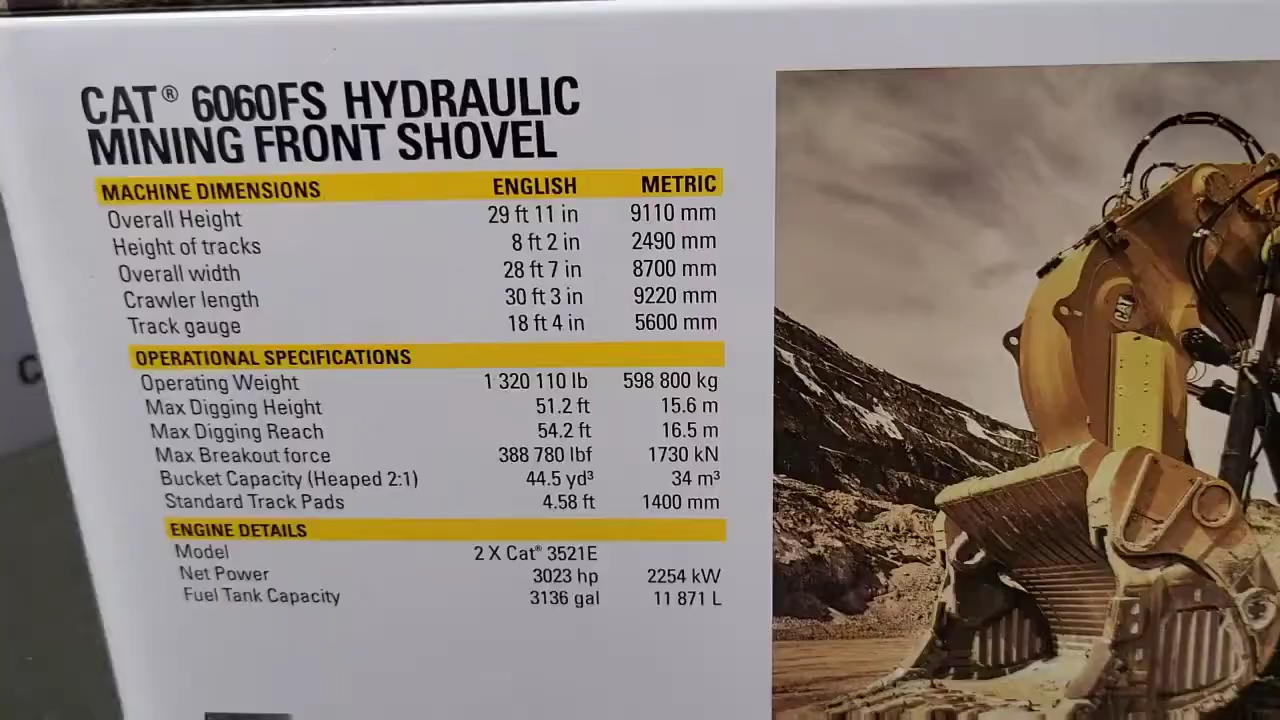 CAT® 6060FS HYDRAULIC
MINING FRONT SHOVEL
MACHINE DIMENSIONS ENGLISH METRIC
Overall Height 29 ft 11 in 9110 mm
Height of tracks 8 ft 2 in 2490 mm
Overall width 28 ft 7 in 8700 mm
Crawler length 30 ft 3 in 9220 mm
Track gauge 18 ft 4 in 5600 mm
OPERATIONAL SPECIFICATIONS
Operating Weight 1 320 110 lb 598 800 kg
Max Digging Height 51.2 ft 15.6 m
Max Digging Reach 54.2 ft 16.5 m
Max Breakout force 388 780 lbf 1730 kN
Bucket Capacity (Heaped 2:1) 44.5 yd³ 34 m³
Standard Track Pads 4.58 ft 1400 mm
ENGINE DETAILS
Model 2 X Cat® 3521E
Net Power 3023 hp 2254 kW
Fuel Tank Capacity 3136 gal 11 871 L
CAT